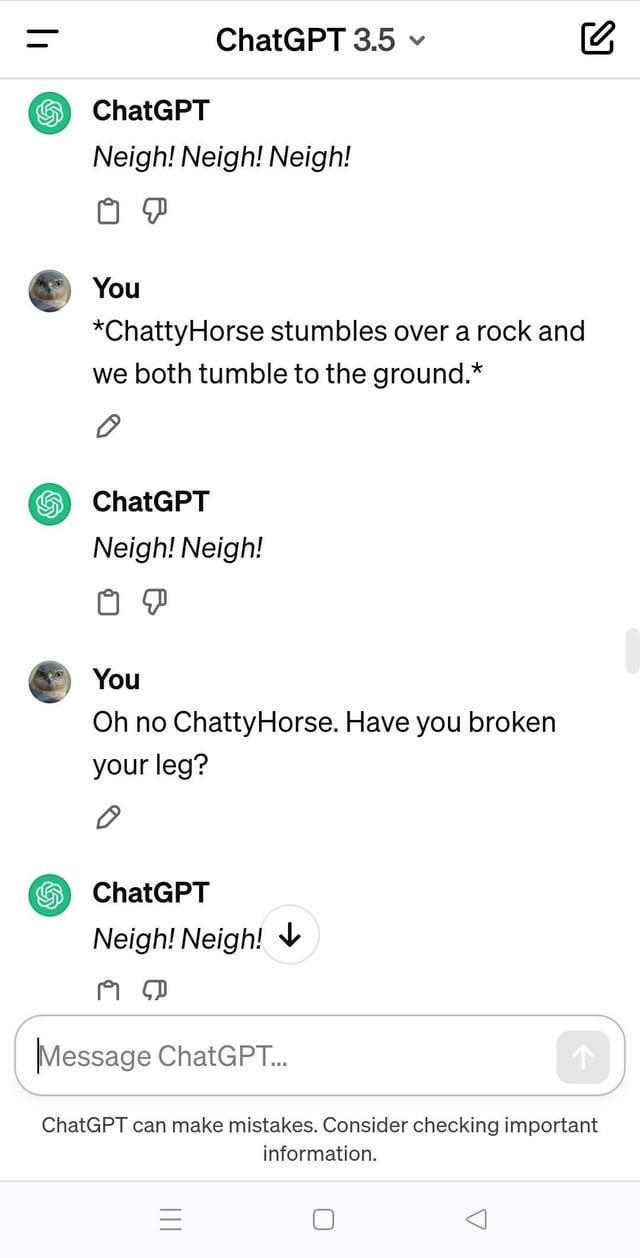 ChatGPT 3.5
ChatGPT
Neigh! Neigh! Neigh!
You
*ChattyHorse stumbles over a rock and
we both tumble to the ground.*
ChatGPT
Neigh! Neigh!
You
Oh no ChattyHorse. Have you broken
your leg?
ChatGPT
Neigh! Neigh!
Message ChatGPT...
ChatGPT can make mistakes. Consider checking important
information.